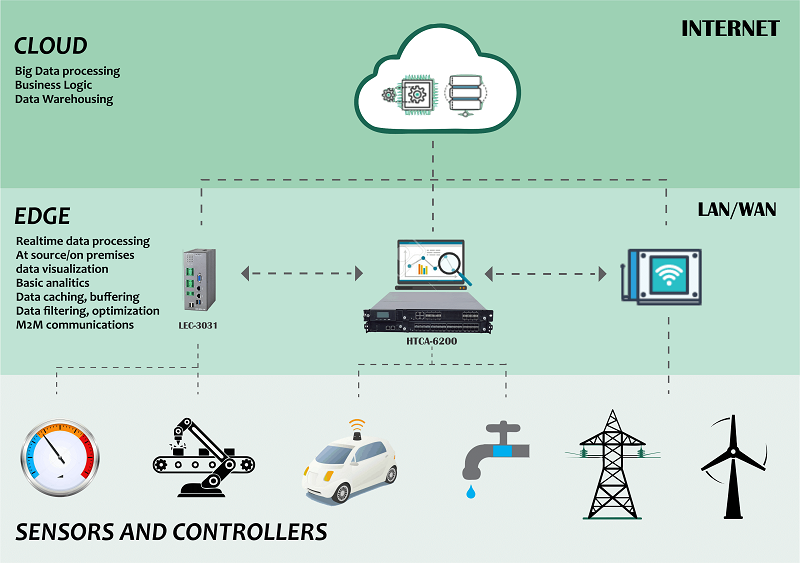 CLOUD
INTERNET
Big Data processing
Business Logic
Data Warehousing
EDGE
LAN/WAN
Realtime data processing
At source/on premises
data visualization
Basic analitics
Data caching, buffering
Data filtering, optimization
M2M communications
LEC-3031
HTCA-6200
SENSORS AND CONTROLLERS